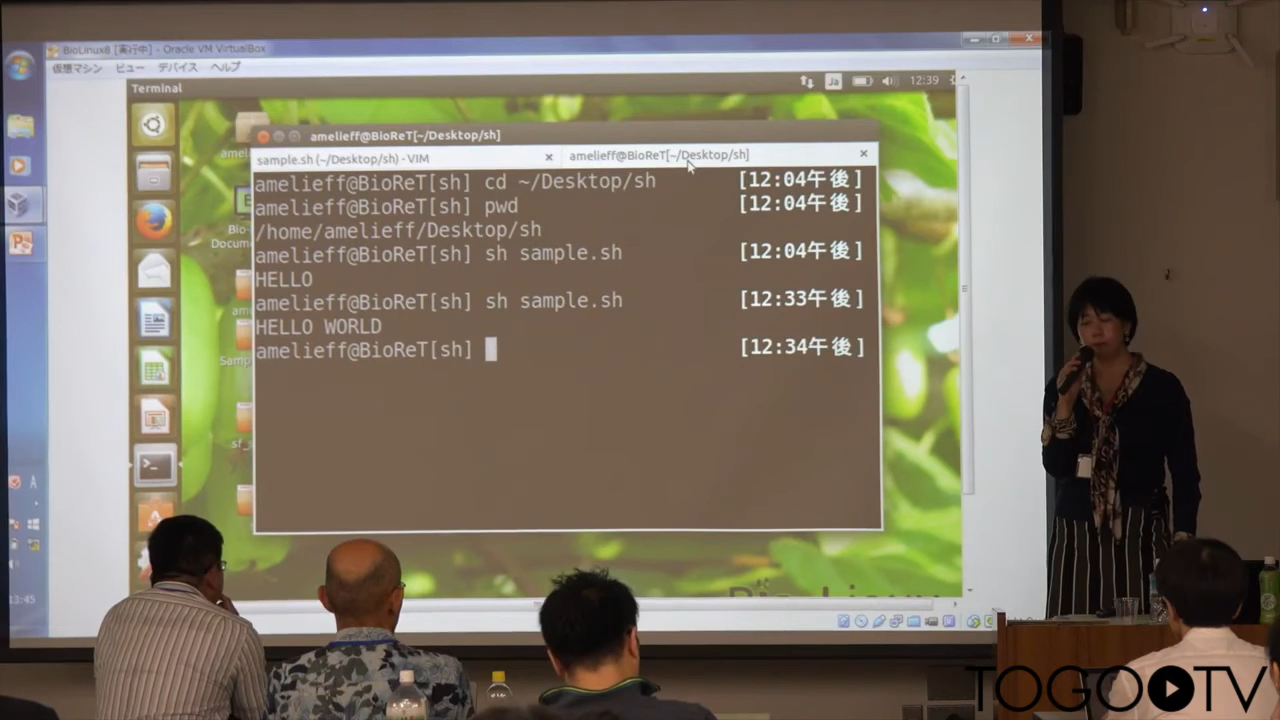 BioLinux8 [実行中] - Oracle VM VirtualBox
仮想マシン ビュー デバイス ヘルプ
Terminal
Ja
12:39
amelieff@BioReT[~/Desktop/sh]
sample.sh (~/Desktop/sh) - VIM
amelieff@BioReT[~/Desktop/sh]
amelieff@BioReT[sh] cd ~/Desktop/sh [12:04午後]
amelieff@BioReT[sh] pwd [12:04午後]
/home/amelieff/Desktop/sh
amelieff@BioReT[sh] sh sample.sh [12:04午後]
HELLO
amelieff@BioReT[sh] sh sample.sh [12:33午後]
HELLO WORLD
amelieff@BioReT[sh] [12:34午後]
A
13:45
TOGOTV